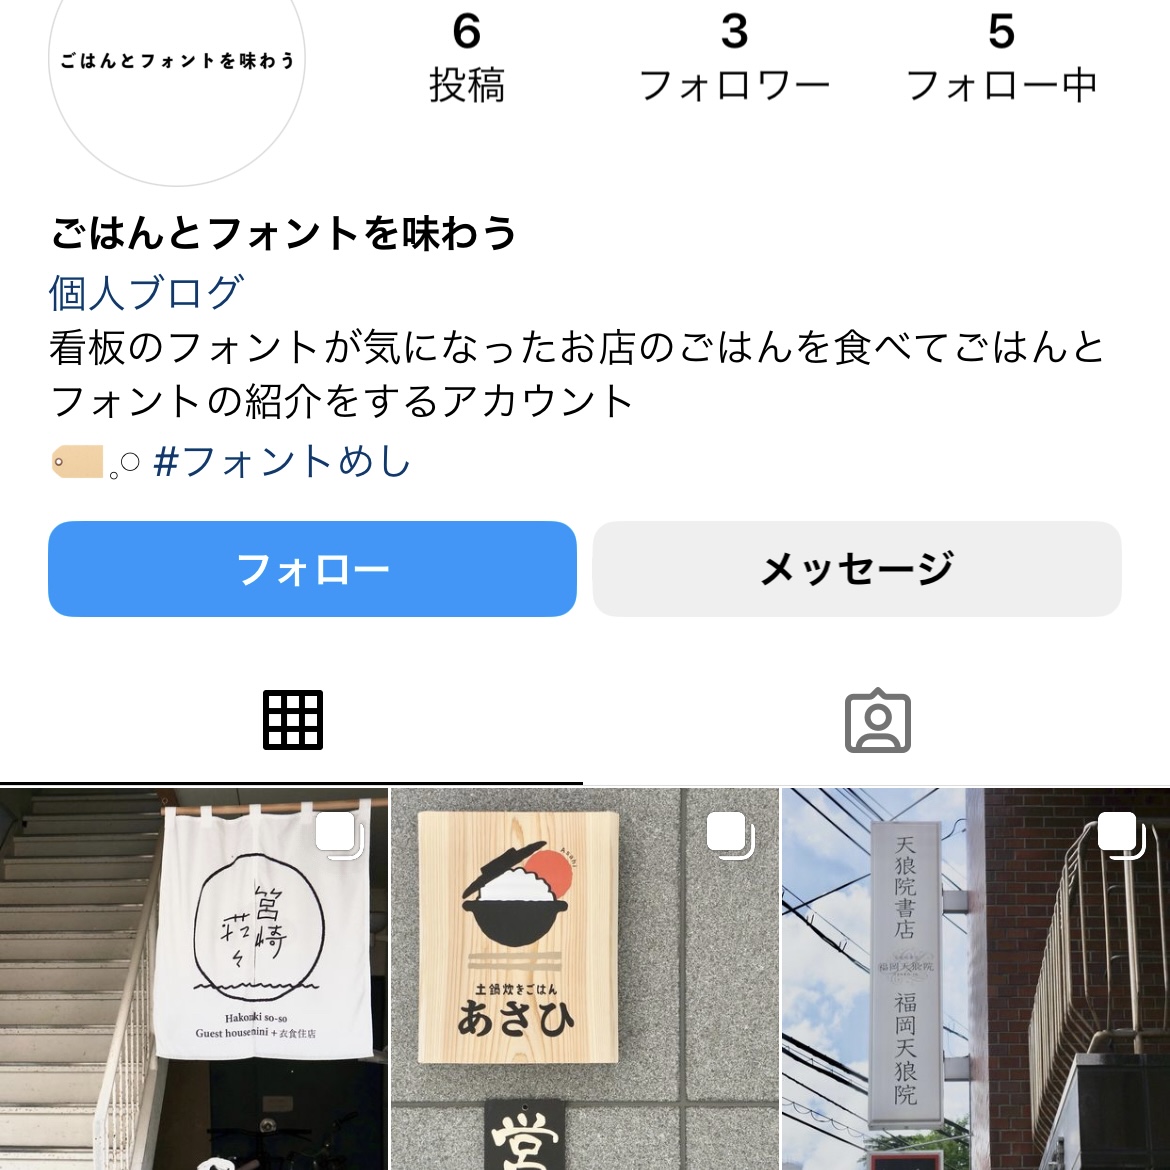 ごはんとフォントを味わう
6
投稿
3
フォロワー
5
フォロー中
ごはんとフォントを味わう
個人ブログ
看板のフォントが気になったお店のごはんを食べてごはんと
フォントの紹介をするアカウント
#フォントめし
フォロー
メッセージ
筥崎
荘々
Hakozaki so-so
Guest house mini + 衣食住店
Asahi
土鍋炊きごはん
あさひ
営
天狼院書店
福岡天狼院
福岡天狼院